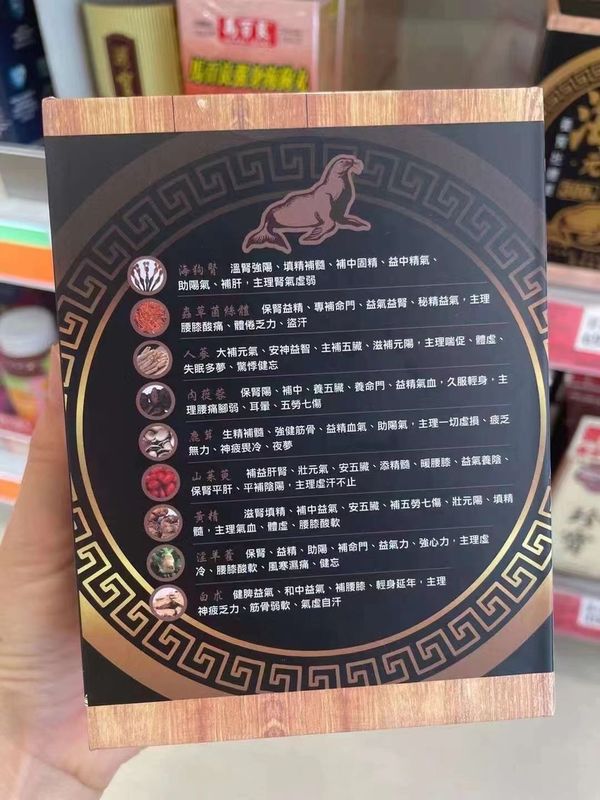 馬百良
海狗腎 溫腎強陽、填精補髓、補中固精、益中精氣、
助陽氣、補肝，主理腎氣虛弱
蟲草菌絲體 保腎益精、專補命門、益氣益腎、秘精益氣，主理
腰膝酸痛、體倦乏力、盜汗
人蔘 大補元氣、安神益智、主補五臟、滋補元陽，主理喘促、體虛、
失眠多夢、驚悸健忘
肉蓯蓉 保腎陽、補中、養五臟、養命門、益精氣血，久服輕身，主
理腰痛腳弱、耳暈、五勞七傷
鹿茸 生精補髓、強健筋骨、益精血氣、助陽氣，主理一切虛損、疲乏
無力、神疲畏冷、夜夢
山茱萸 補益肝腎、壯元氣、安五臟、添精髓、暖腰膝、益氣養陰、
保腎平肝、平補陰陽，主理虛汗不止
黃精 滋腎填精、補中益氣、安五臟、補五勞七傷、壯元陽、填精
髓，主理氣血、體虛、腰膝酸軟
淫羊藿 保腎、益精、助陽、補命門、益氣力、強心力，主理虛
冷、腰膝酸軟、風寒濕痛、健忘
白朮 健脾益氣、和中益氣、補腰膝、輕身延年，主理
神疲乏力、筋骨弱軟、氣虛自汗